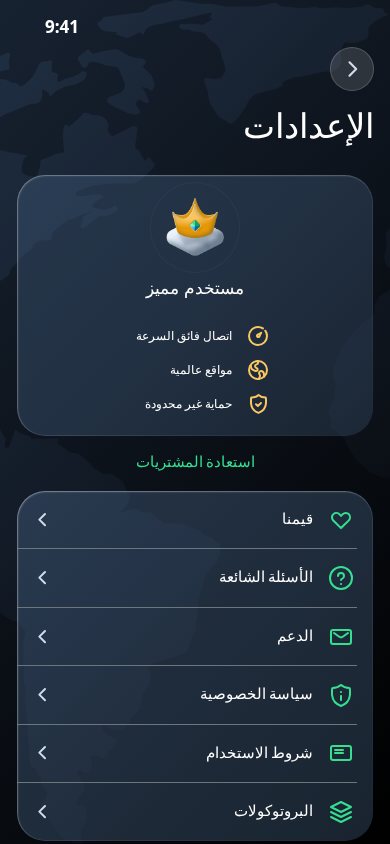 9:41
الإعدادات
مستخدم مميز
اتصال فائق السرعة
مواقع عالمية
حماية غير محدودة
استعادة المشتريات
قيمنا
الأسئلة الشائعة
الدعم
سياسة الخصوصية
شروط الاستخدام
البروتوكولات